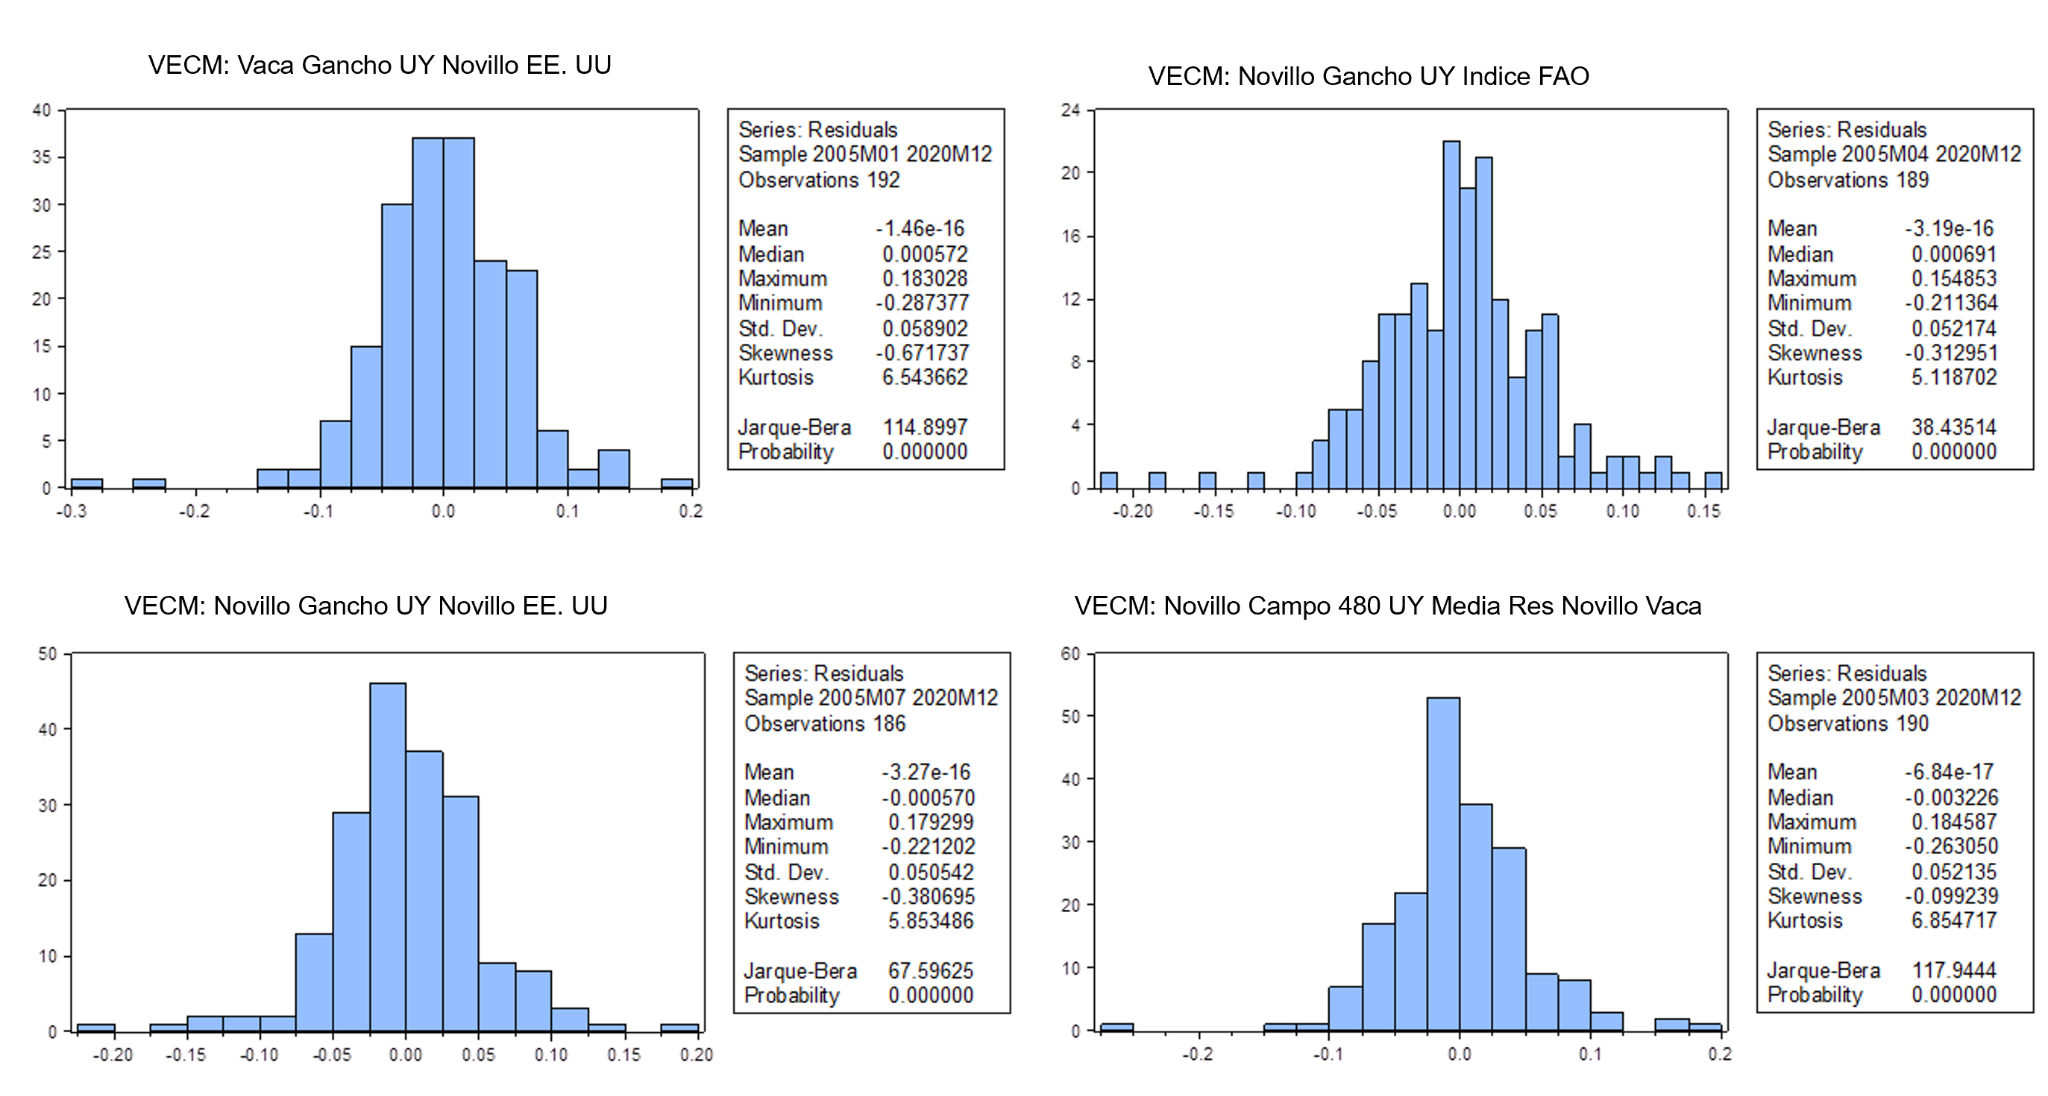 VECM: Vaca Gancho UY Novillo EE. UU
40
35
30
25
20
15
10
5
0
-0.3 -0.2 -0.1 0.0 0.1 0.2
Series: Residuals
Sample 2005M01 2020M12
Observations 192
Mean -1.46e-16
Median 0.000572
Maximum 0.183028
Minimum -0.287377
Std. Dev. 0.058902
Skewness -0.671737
Kurtosis 6.543662
Jarque-Bera 114.8997
Probability 0.000000
VECM: Novillo Gancho UY Indice FAO
24
20
16
12
8
4
0
-0.20 -0.15 -0.10 -0.05 0.00 0.05 0.10 0.15
Series: Residuals
Sample 2005M04 2020M12
Observations 189
Mean -3.19e-16
Median 0.000691
Maximum 0.154853
Minimum -0.211364
Std. Dev. 0.052174
Skewness -0.312951
Kurtosis 5.118702
Jarque-Bera 38.43514
Probability 0.000000
VECM: Novillo Gancho UY Novillo EE. UU
50
40
30
20
10
0
-0.20 -0.15 -0.10 -0.05 0.00 0.05 0.10 0.15 0.20
Series: Residuals
Sample 2005M07 2020M12
Observations 186
Mean -3.27e-16
Median -0.000570
Maximum 0.179299
Minimum -0.221202
Std. Dev. 0.050542
Skewness -0.380695
Kurtosis 5.853486
Jarque-Bera 67.59625
Probability 0.000000
VECM: Novillo Campo 480 UY Media Res Novillo Vaca
60
50
40
30
20
10
0
-0.2 -0.1 0.0 0.1 0.2
Series: Residuals
Sample 2005M03 2020M12
Observations 190
Mean -6.84e-17
Median -0.003226
Maximum 0.184587
Minimum -0.263050
Std. Dev. 0.052135
Skewness -0.099239
Kurtosis 6.854717
Jarque-Bera 117.9444
Probability 0.000000